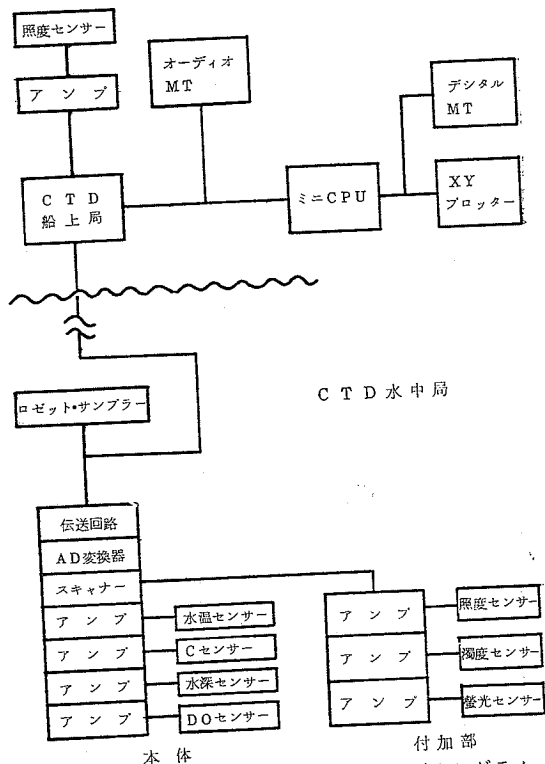 照度センサー
アンプ
オーディオ
MT
デジタル
MT
CTD
船上局
ミニCPU
XY
プロッター
CTD水中局
ロゼット・サンプラー
伝送回路
AD変換器
スキャナー
アンプ
水温センサー
アンプ
Cセンサー
アンプ
水深センサー
アンプ
DOセンサー
本体
アンプ
照度センサー
アンプ
濁度センサー
アンプ
螢光センサー
付加部